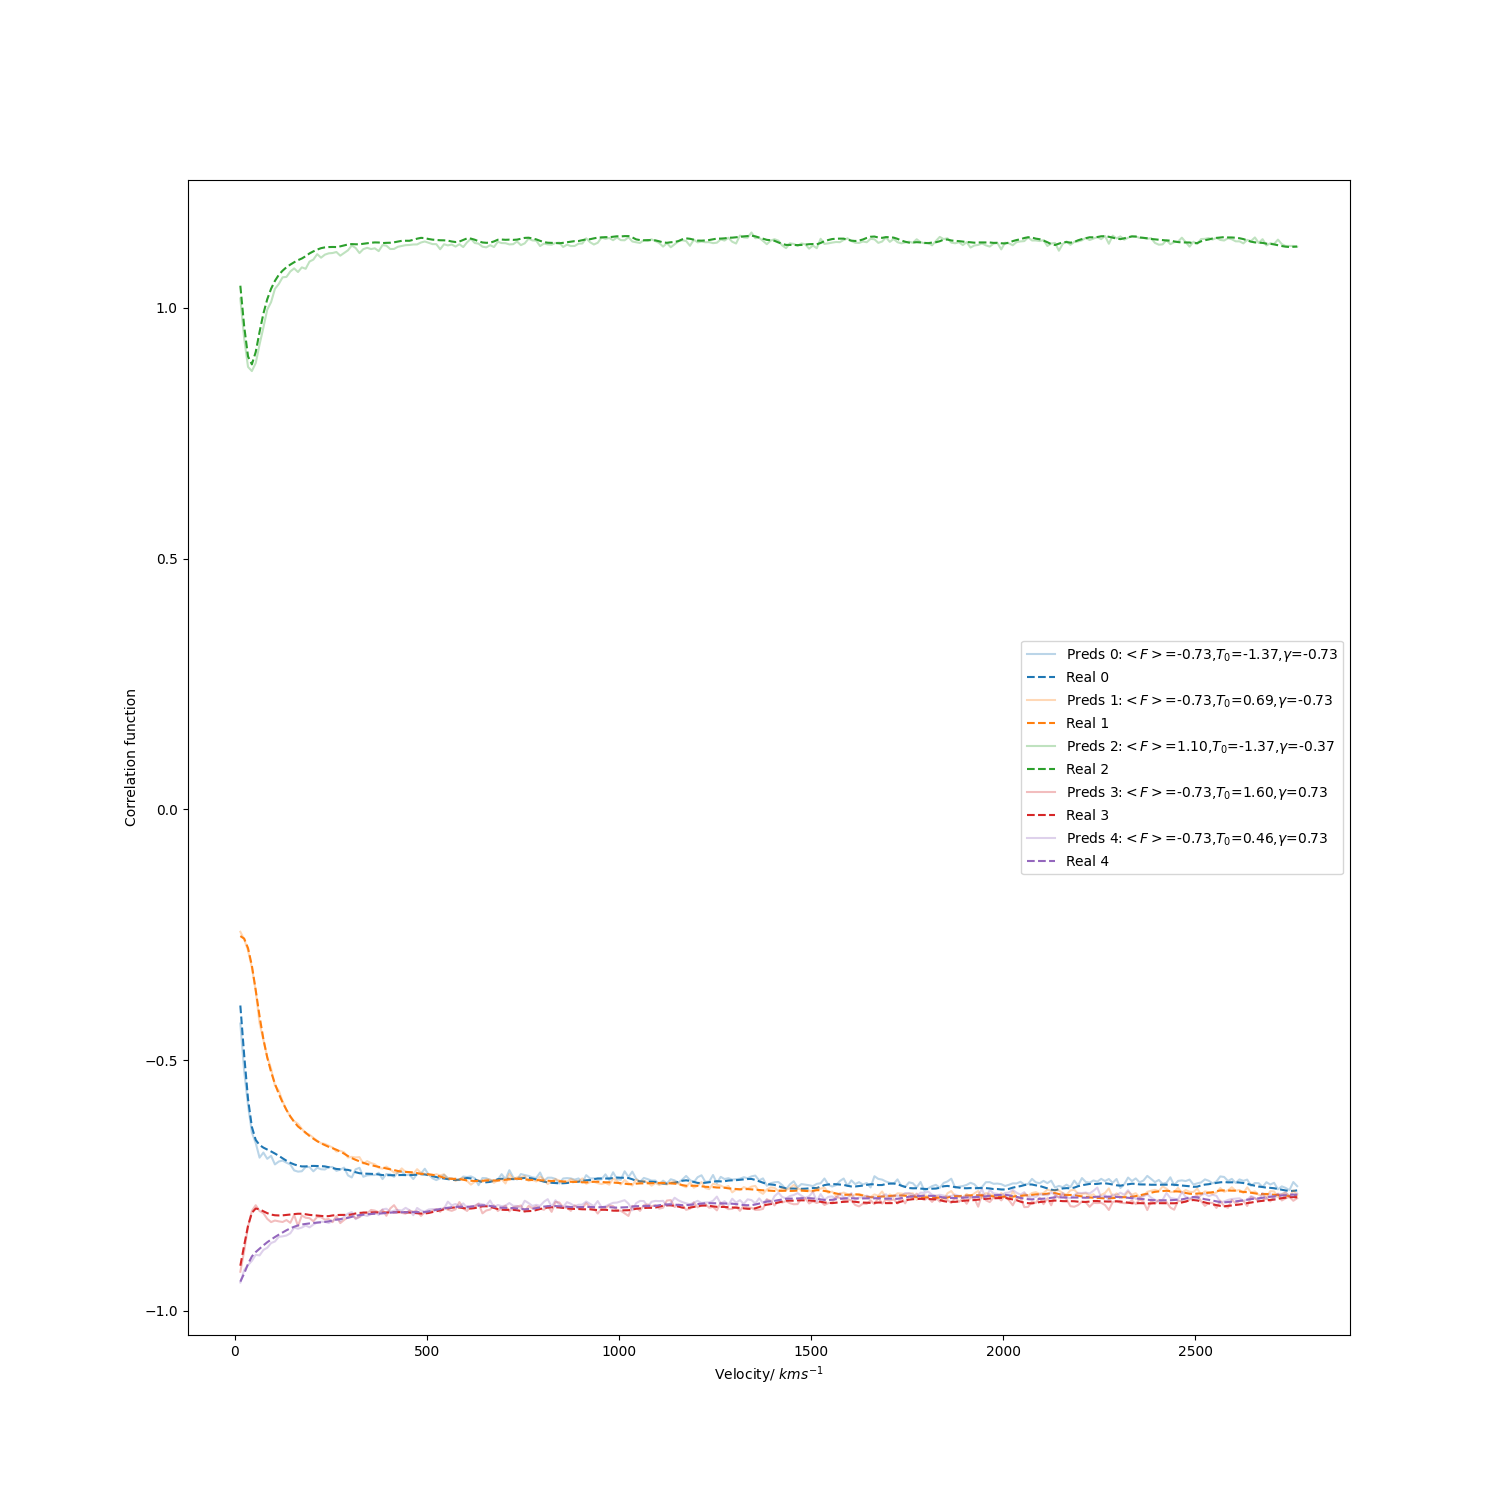 1.0
0.5
0.0
−0.5
−1.0
Correlation function
0 500 1000 1500 2000 2500
Velocity/ kms⁻¹
Preds 0: <F>=-0.73,T₀=-1.37,γ=-0.73
Real 0
Preds 1: <F>=-0.73,T₀=0.69,γ=-0.73
Real 1
Preds 2: <F>=1.10,T₀=-1.37,γ=-0.37
Real 2
Preds 3: <F>=-0.73,T₀=1.60,γ=0.73
Real 3
Preds 4: <F>=-0.73,T₀=0.46,γ=0.73
Real 4